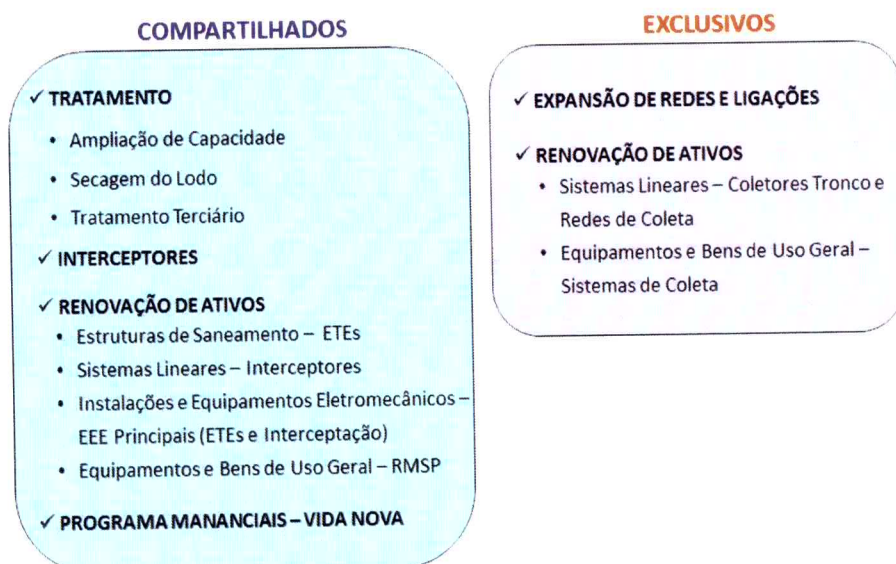 COMPARTILHADOS
✓ TRATAMENTO
• Ampliação de Capacidade
• Secagem do Lodo
• Tratamento Terciário
✓ INTERCEPTORES
✓ RENOVAÇÃO DE ATIVOS
• Estruturas de Saneamento – ETEs
• Sistemas Lineares – Interceptores
• Instalações e Equipamentos Eletromecânicos –
EEE Principais (ETEs e Interceptação)
• Equipamentos e Bens de Uso Geral – RMSP
✓ PROGRAMA MANANCIAIS – VIDA NOVA
EXCLUSIVOS
✓ EXPANSÃO DE REDES E LIGAÇÕES
✓ RENOVAÇÃO DE ATIVOS
• Sistemas Lineares – Coletores Tronco e
Redes de Coleta
• Equipamentos e Bens de Uso Geral –
Sistemas de Coleta